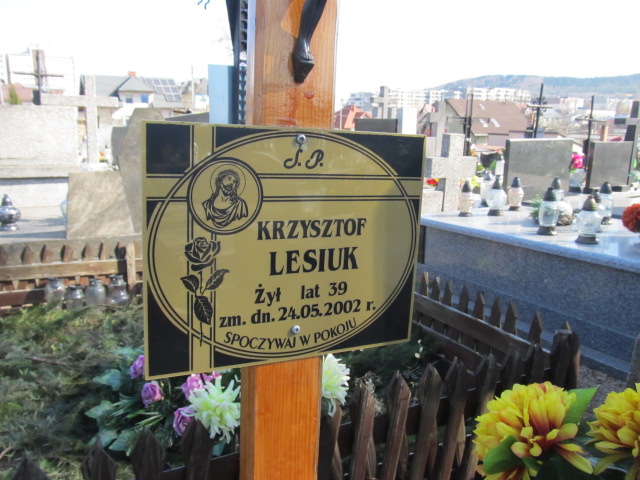 Ś.P.
KRZYSZTOF
LESIUK
Żył lat 39
zm. dn. 24.05.2002 r.
SPOCZYWAJ W POKOJU